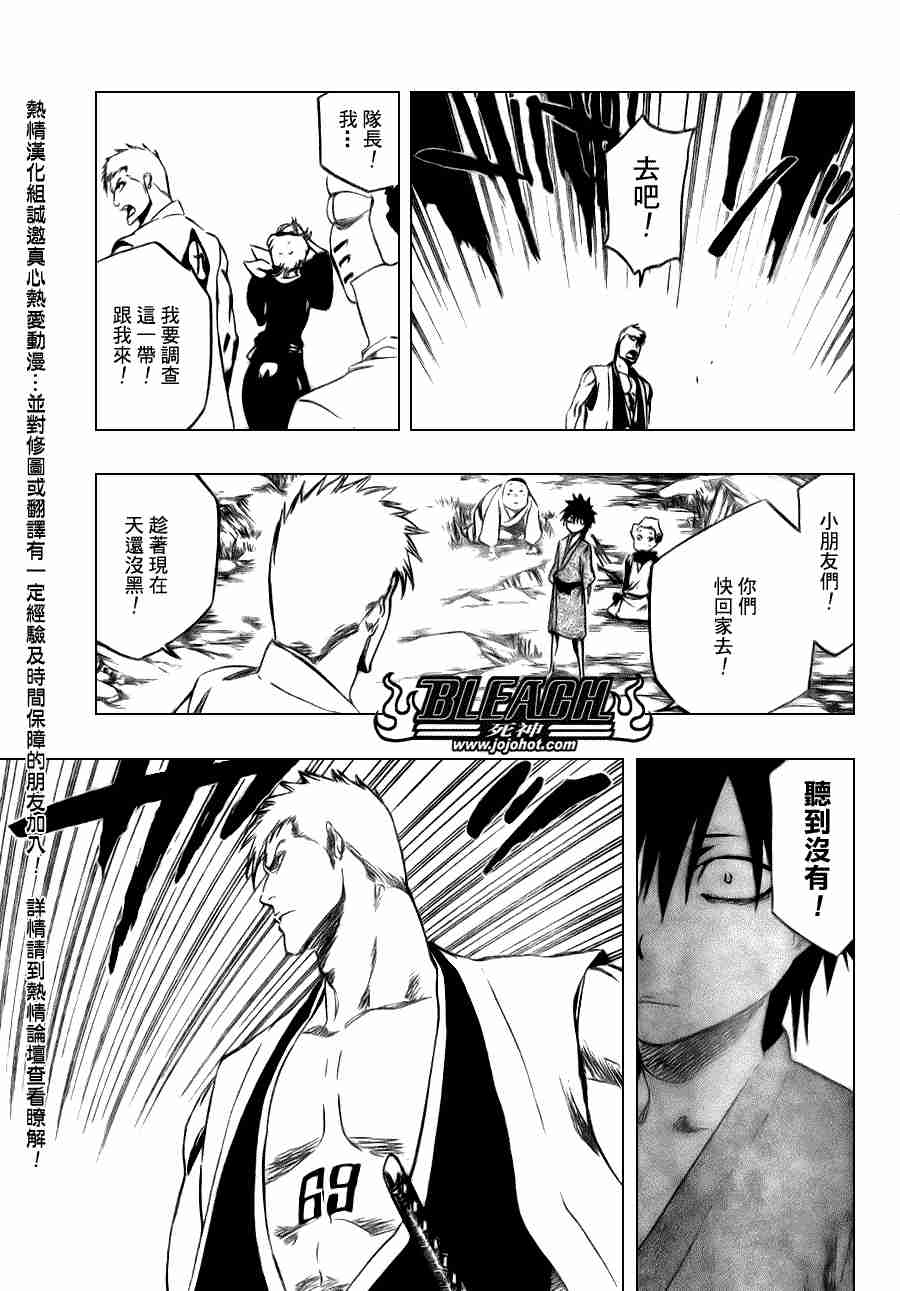 去吧！
隊長！
我…
我要調查
這一帶！
跟我來！
小朋友們！
你們
快回家去！
趁著現在
天還沒黑！
BLEACH
死神
www.jojohot.com
聽到沒有！
69
熱情漢化組誠邀真心熱愛動漫…並對修圖或翻譯有一定經驗及時間保障的朋友加入！ 詳情請到熱情論壇查看瞭解！